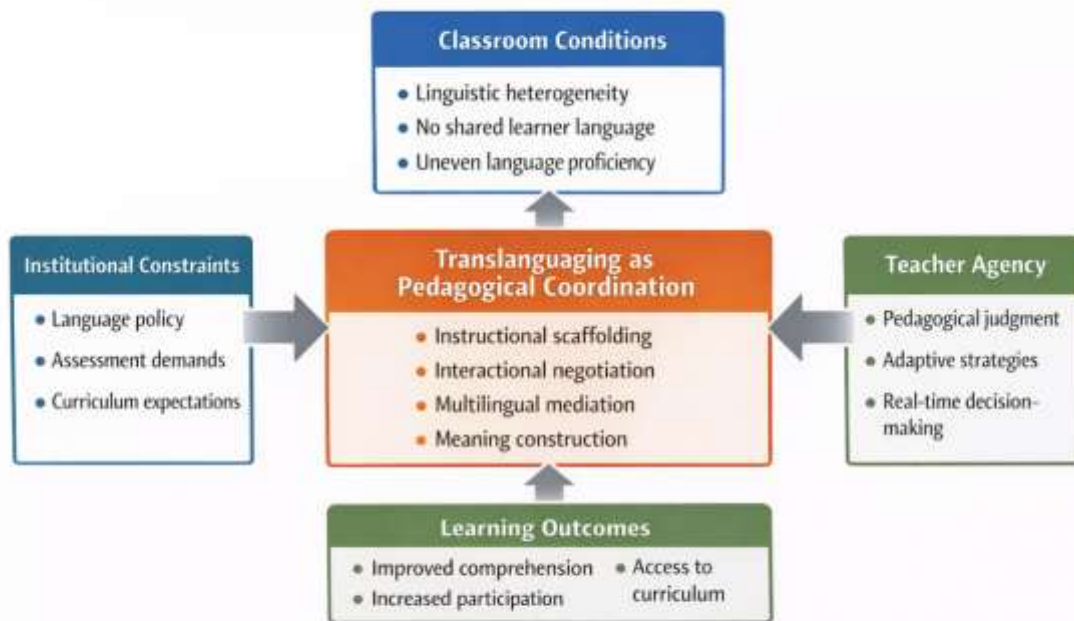 Classroom Conditions
• Linguistic heterogeneity
• No shared learner language
• Uneven language proficiency
Institutional Constraints
• Language policy
• Assessment demands
• Curriculum expectations
Translanguaging as
Pedagogical Coordination
• Instructional scaffolding
• Interactional negotiation
• Multilingual mediation
• Meaning construction
Teacher Agency
• Pedagogical judgment
• Adaptive strategies
• Real-time decision-
making
Learning Outcomes
• Improved comprehension
• Increased participation
• Access to
curriculum